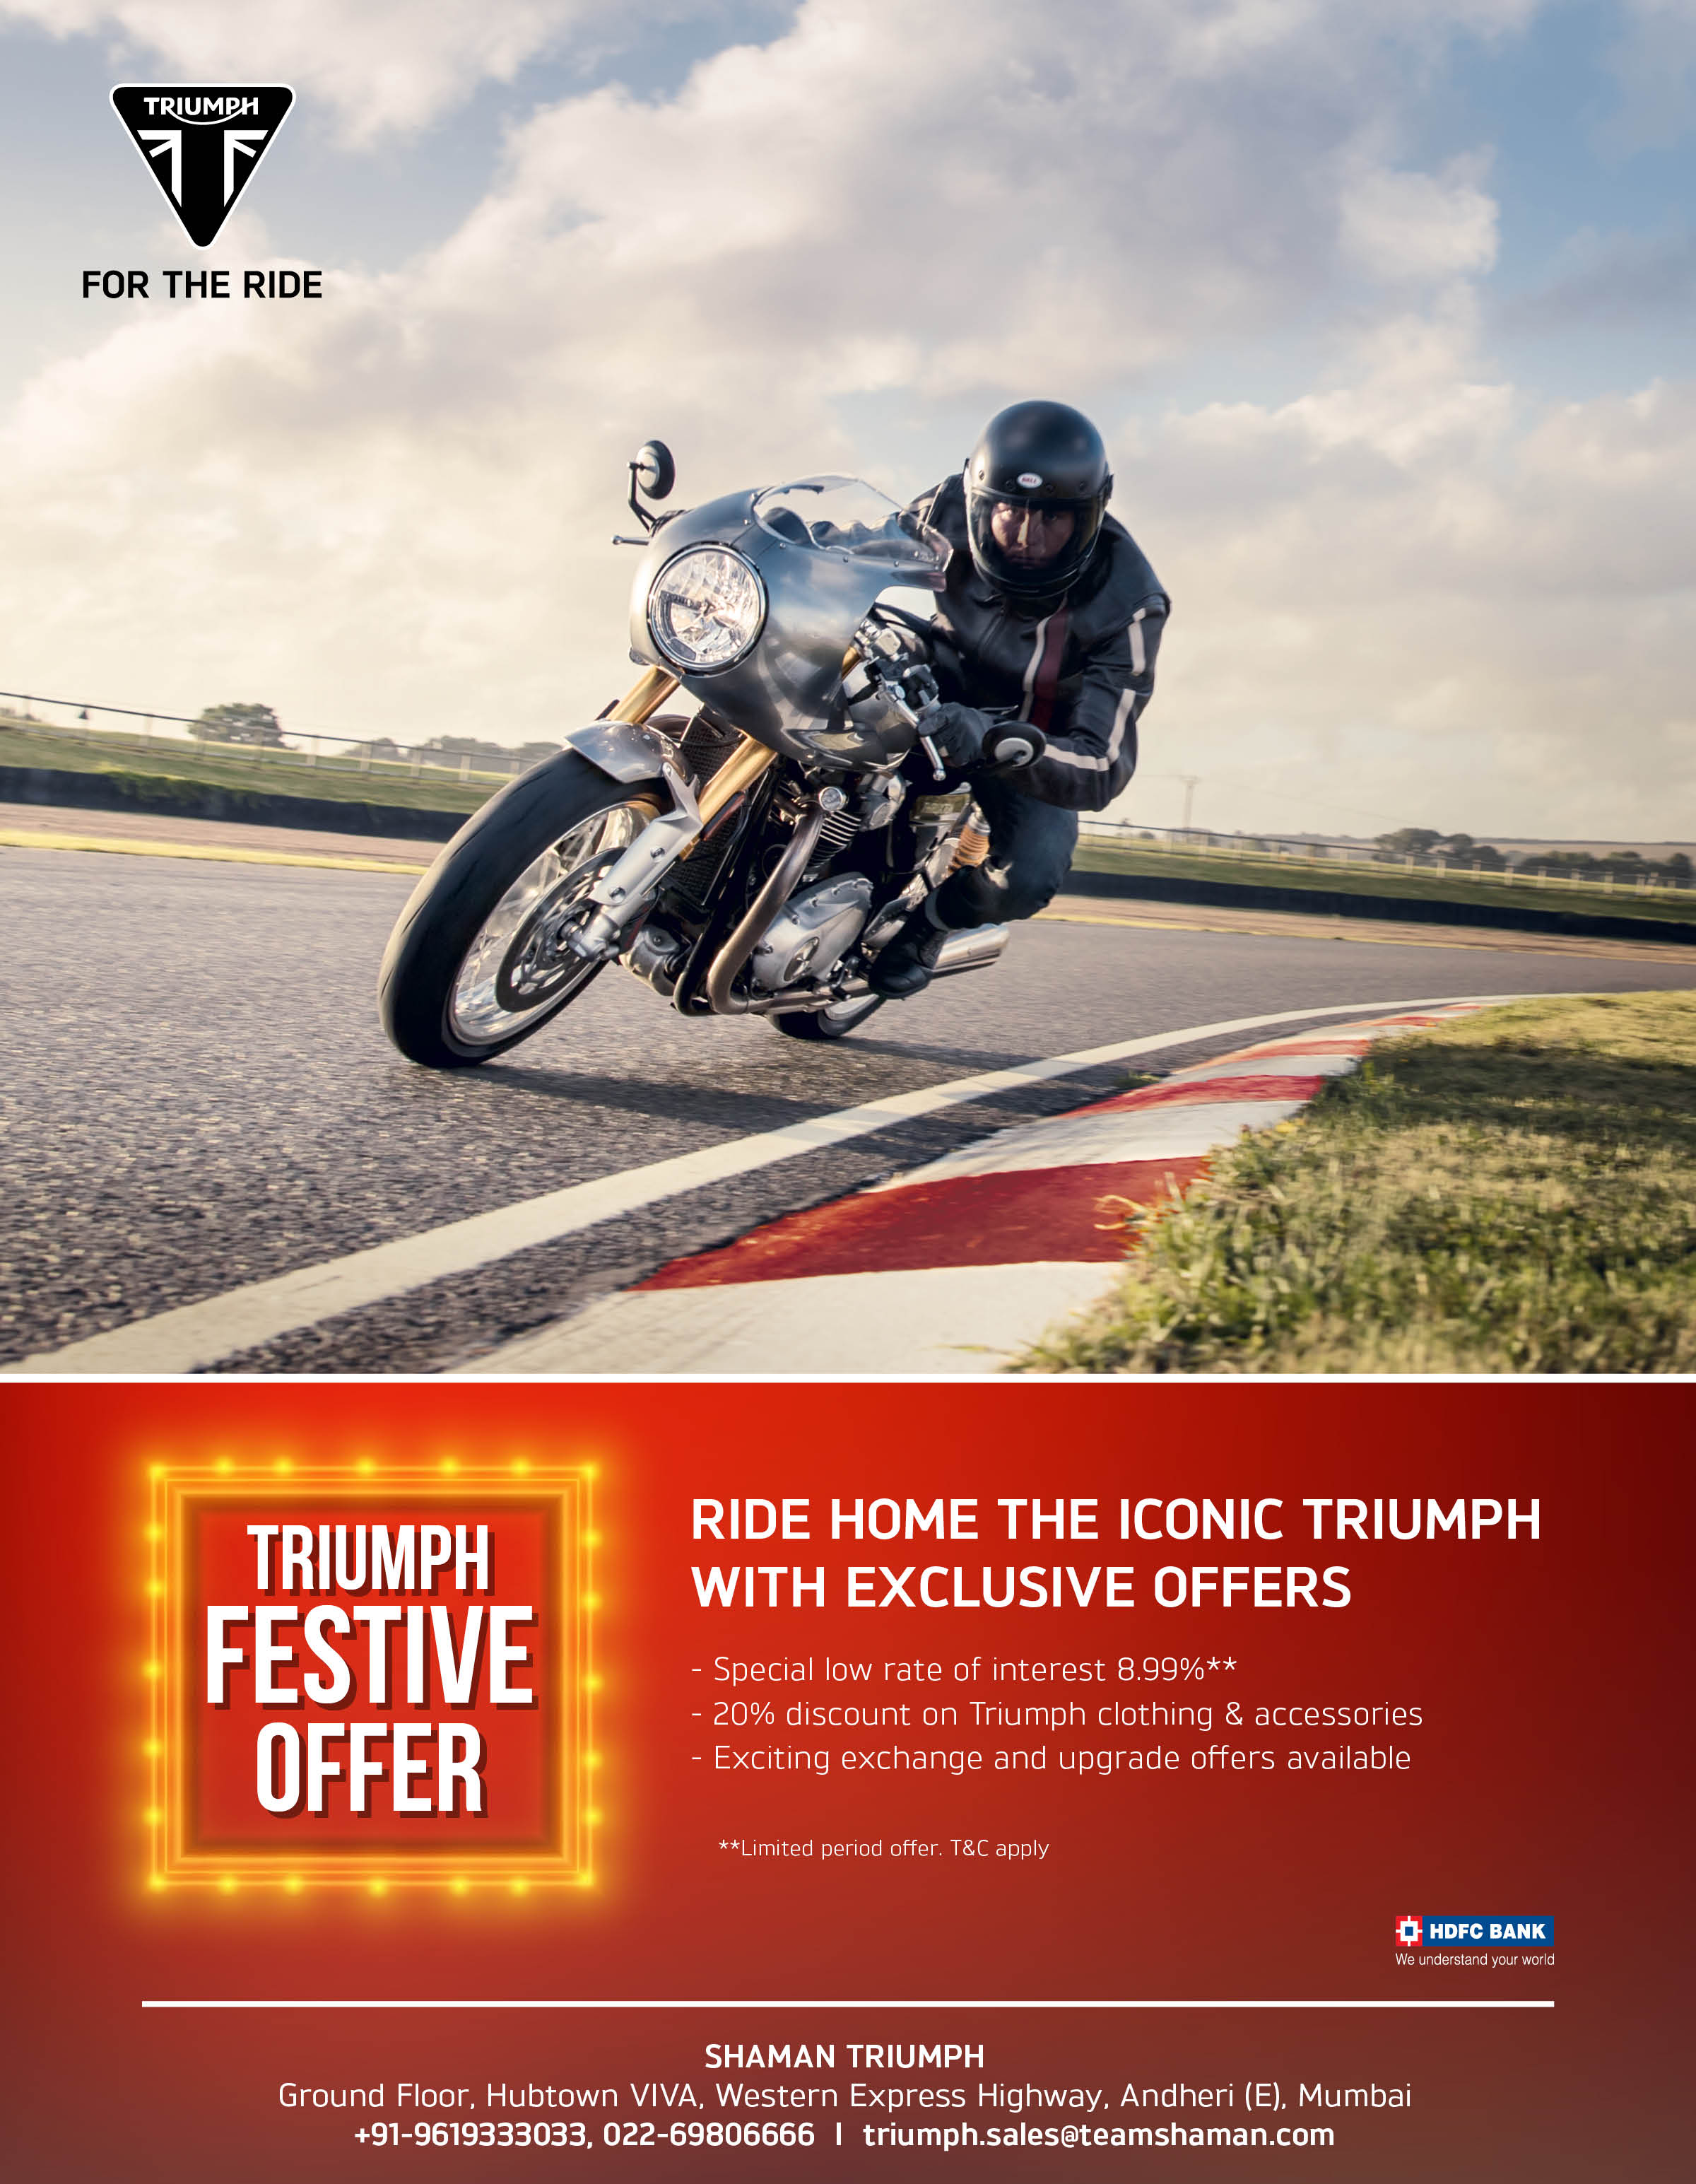 TRIUMPH
FOR THE RIDE
BELL
TRIUMPH
FESTIVE
OFFER
RIDE HOME THE ICONIC TRIUMPH
WITH EXCLUSIVE OFFERS
- Special low rate of interest 8.99%**
- 20% discount on Triumph clothing & accessories
- Exciting exchange and upgrade offers available
**Limited period offer. T&C apply
HDFC BANK
We understand your world
SHAMAN TRIUMPH
Ground Floor, Hubtown VIVA, Western Express Highway, Andheri (E), Mumbai
+91-9619333033, 022-69806666 | triumph.sales@teamshaman.com